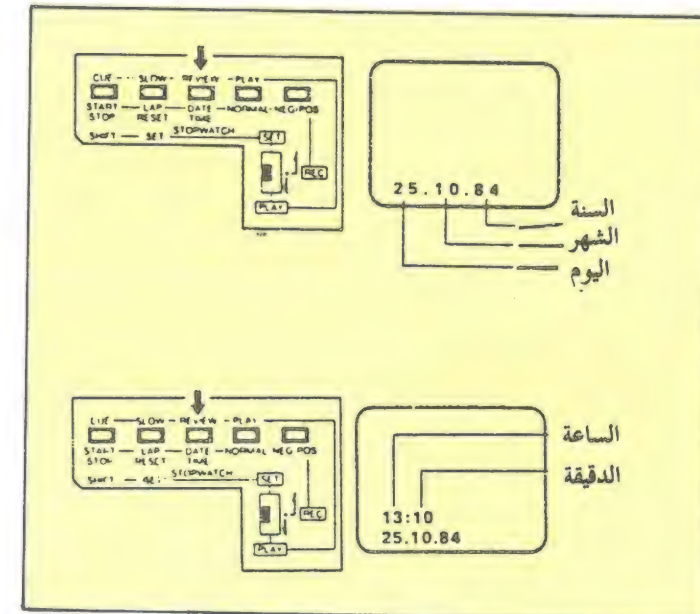 CUE SLOW REVIEW PLAY
START LAP DATE NORMAL NEG/POS
STOP RESET TIME
SHIFT SET STOPWATCH SET
REC
PLAY
25.10.84
السنة
الشهر
اليوم
CUE SLOW REVIEW PLAY
START LAP DATE NORMAL NEG POS
STOP RESET TIME
SHIFT SET STOPWATCH SET
REC
PLAY
الساعة
الدقيقة
13:10
25.10.84